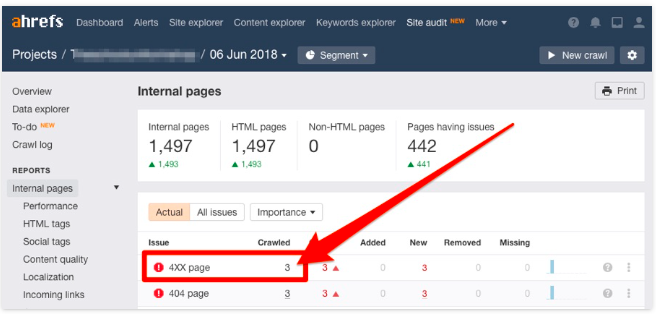 ahrefs Dashboard Alerts Site explorer Content explorer Keywords explorer Site audit NEW More
Projects / / 06 Jun 2018 Segment New crawl
Overview
Data explorer
To-do NEW
Crawl log
REPORTS
Internal pages
Performance
HTML tags
Social tags
Content quality
Localization
Incoming links
Internal pages Print
Internal pages HTML pages Non-HTML pages Pages having issues
1,497 1,497 0 442
1,493 1,493 441
Actual All issues Importance
Issue Crawled Added New Removed Missing
4XX page 3 3 0 3 0 0
404 page 3 3 0 3 0 0